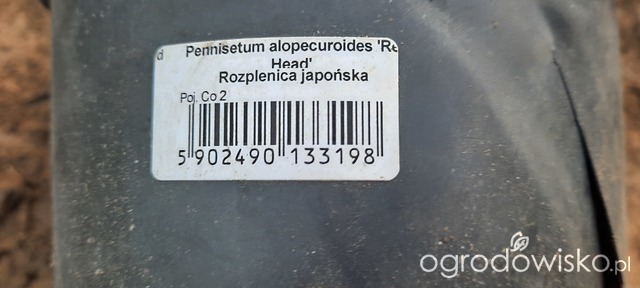 d Pennisetum alopecuroides 'Re
Head'
Rozplenica japońska
Poj. Co 2
5 902490 133198
ogrodowisko.pl